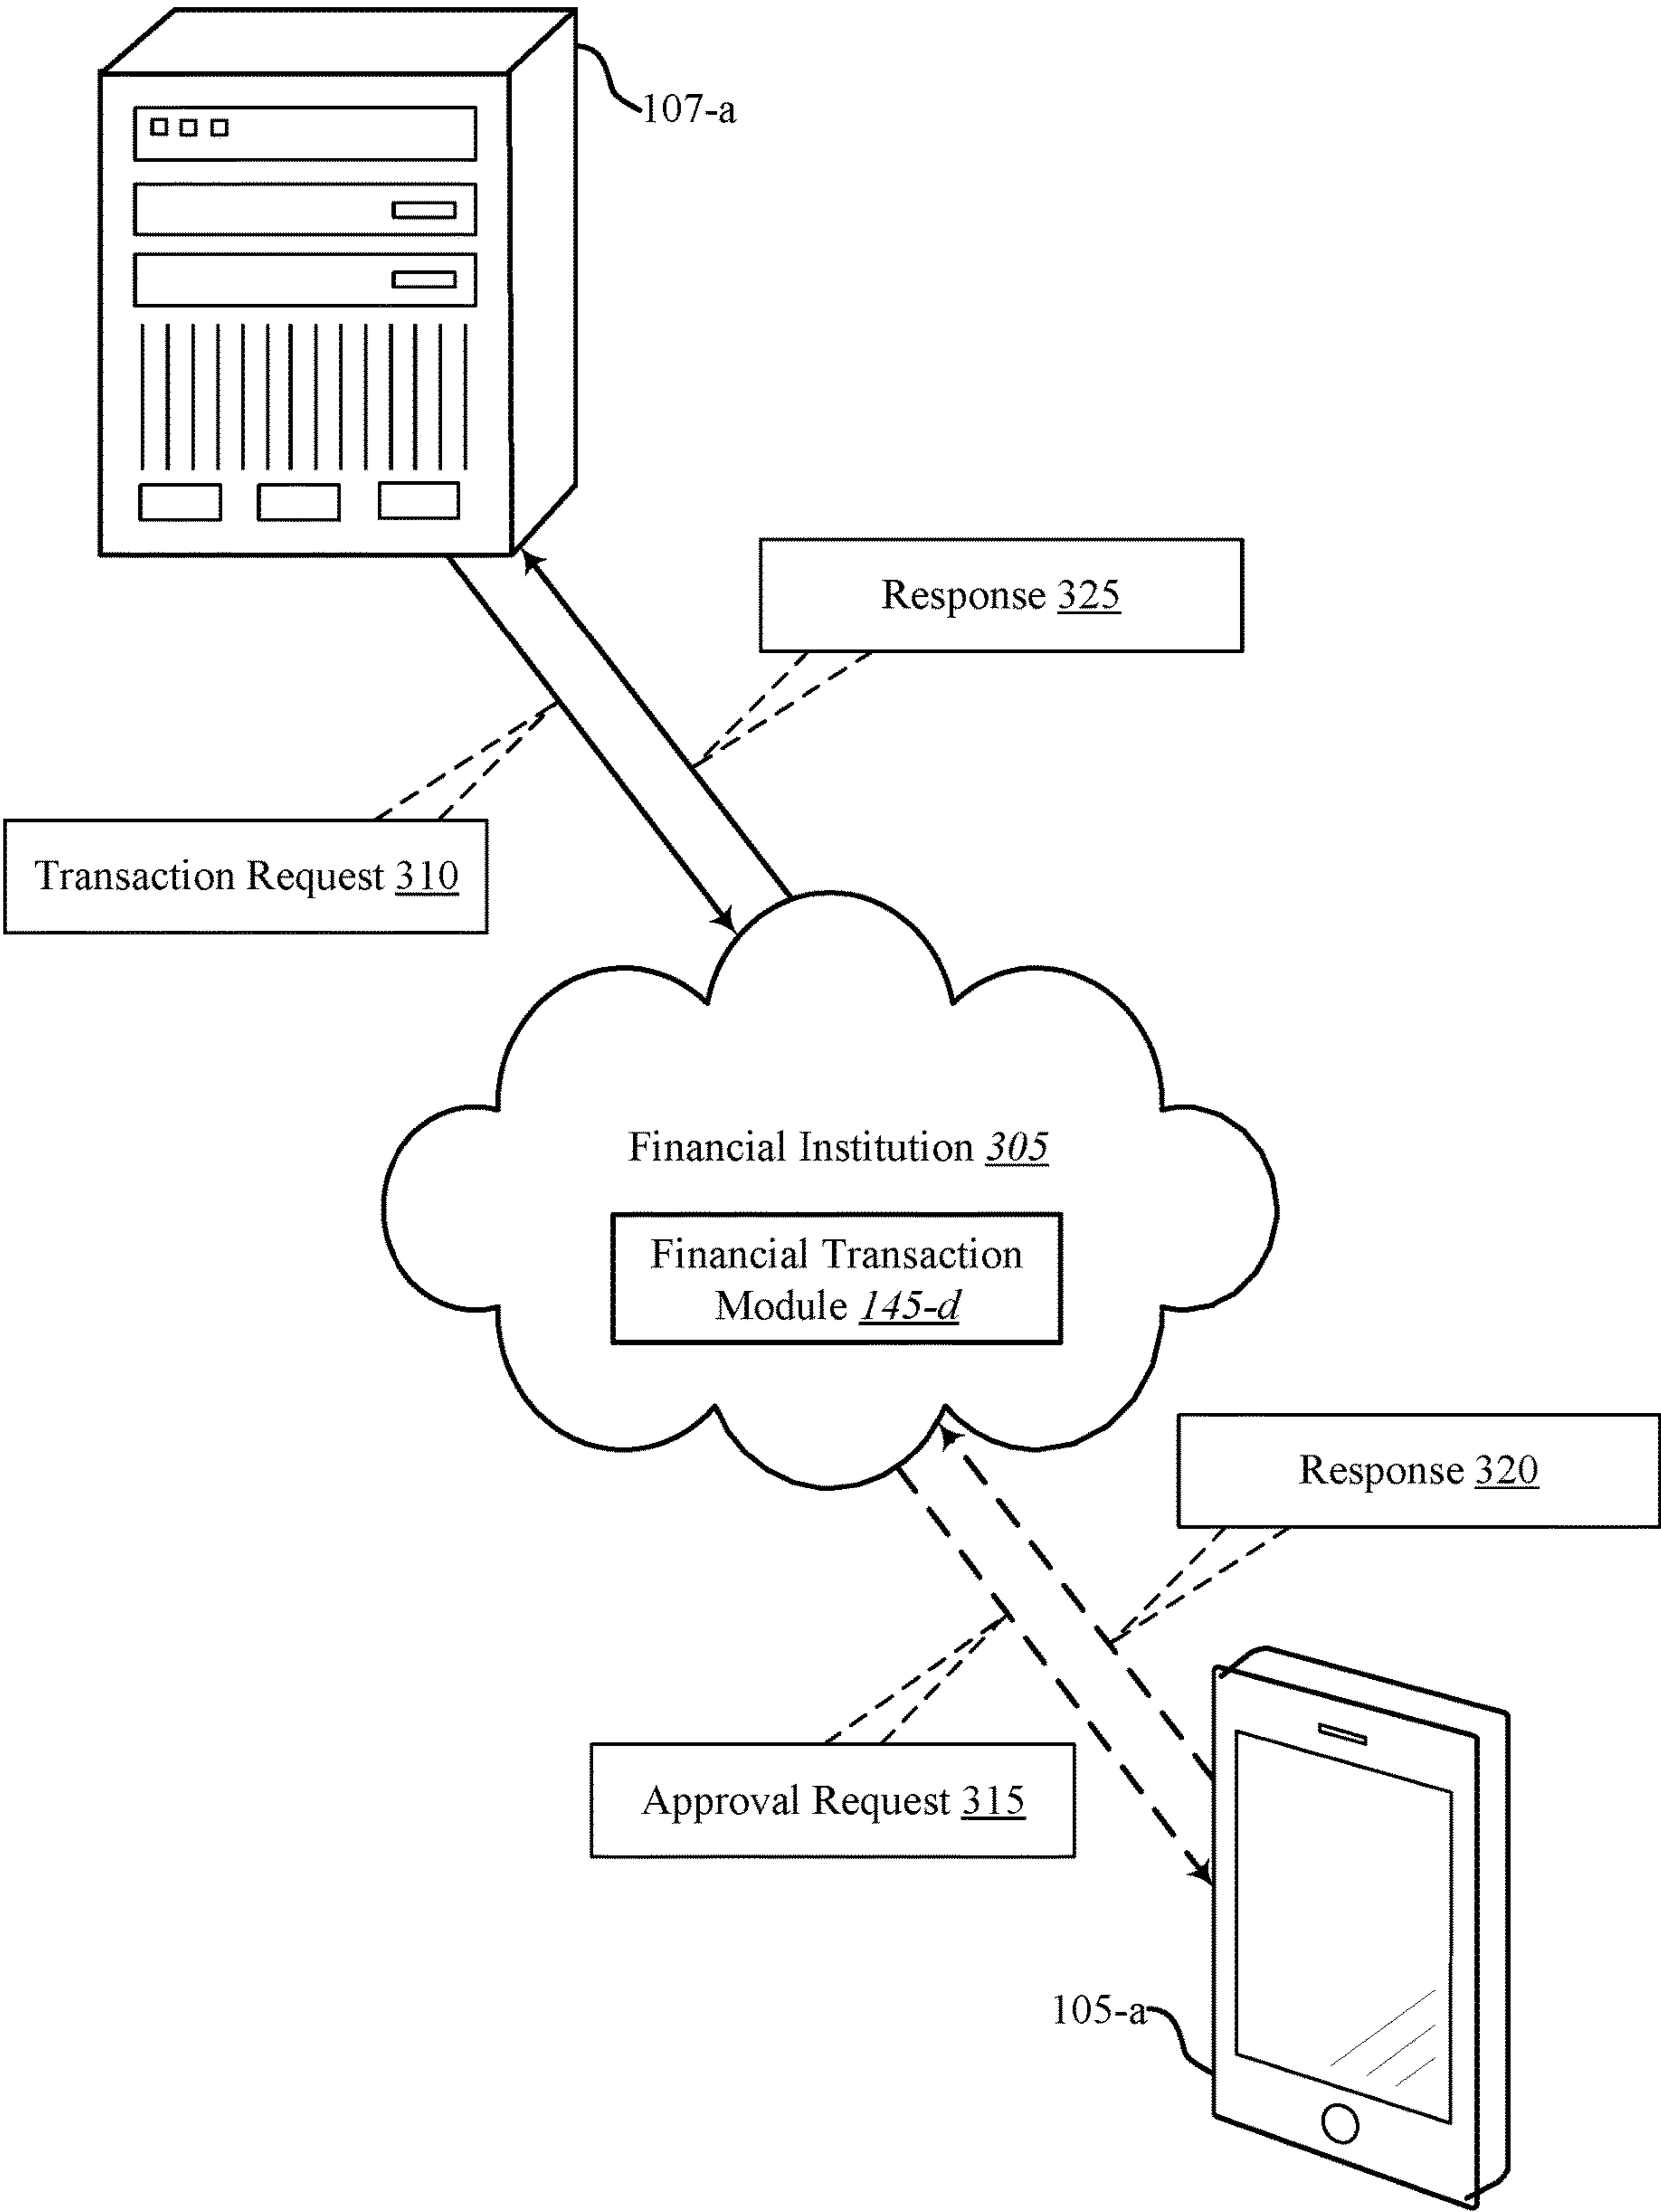 107-a
Response 325
Transaction Request 310
Financial Institution 305
Financial Transaction
Module 145-d
Response 320
Approval Request 315
105-a